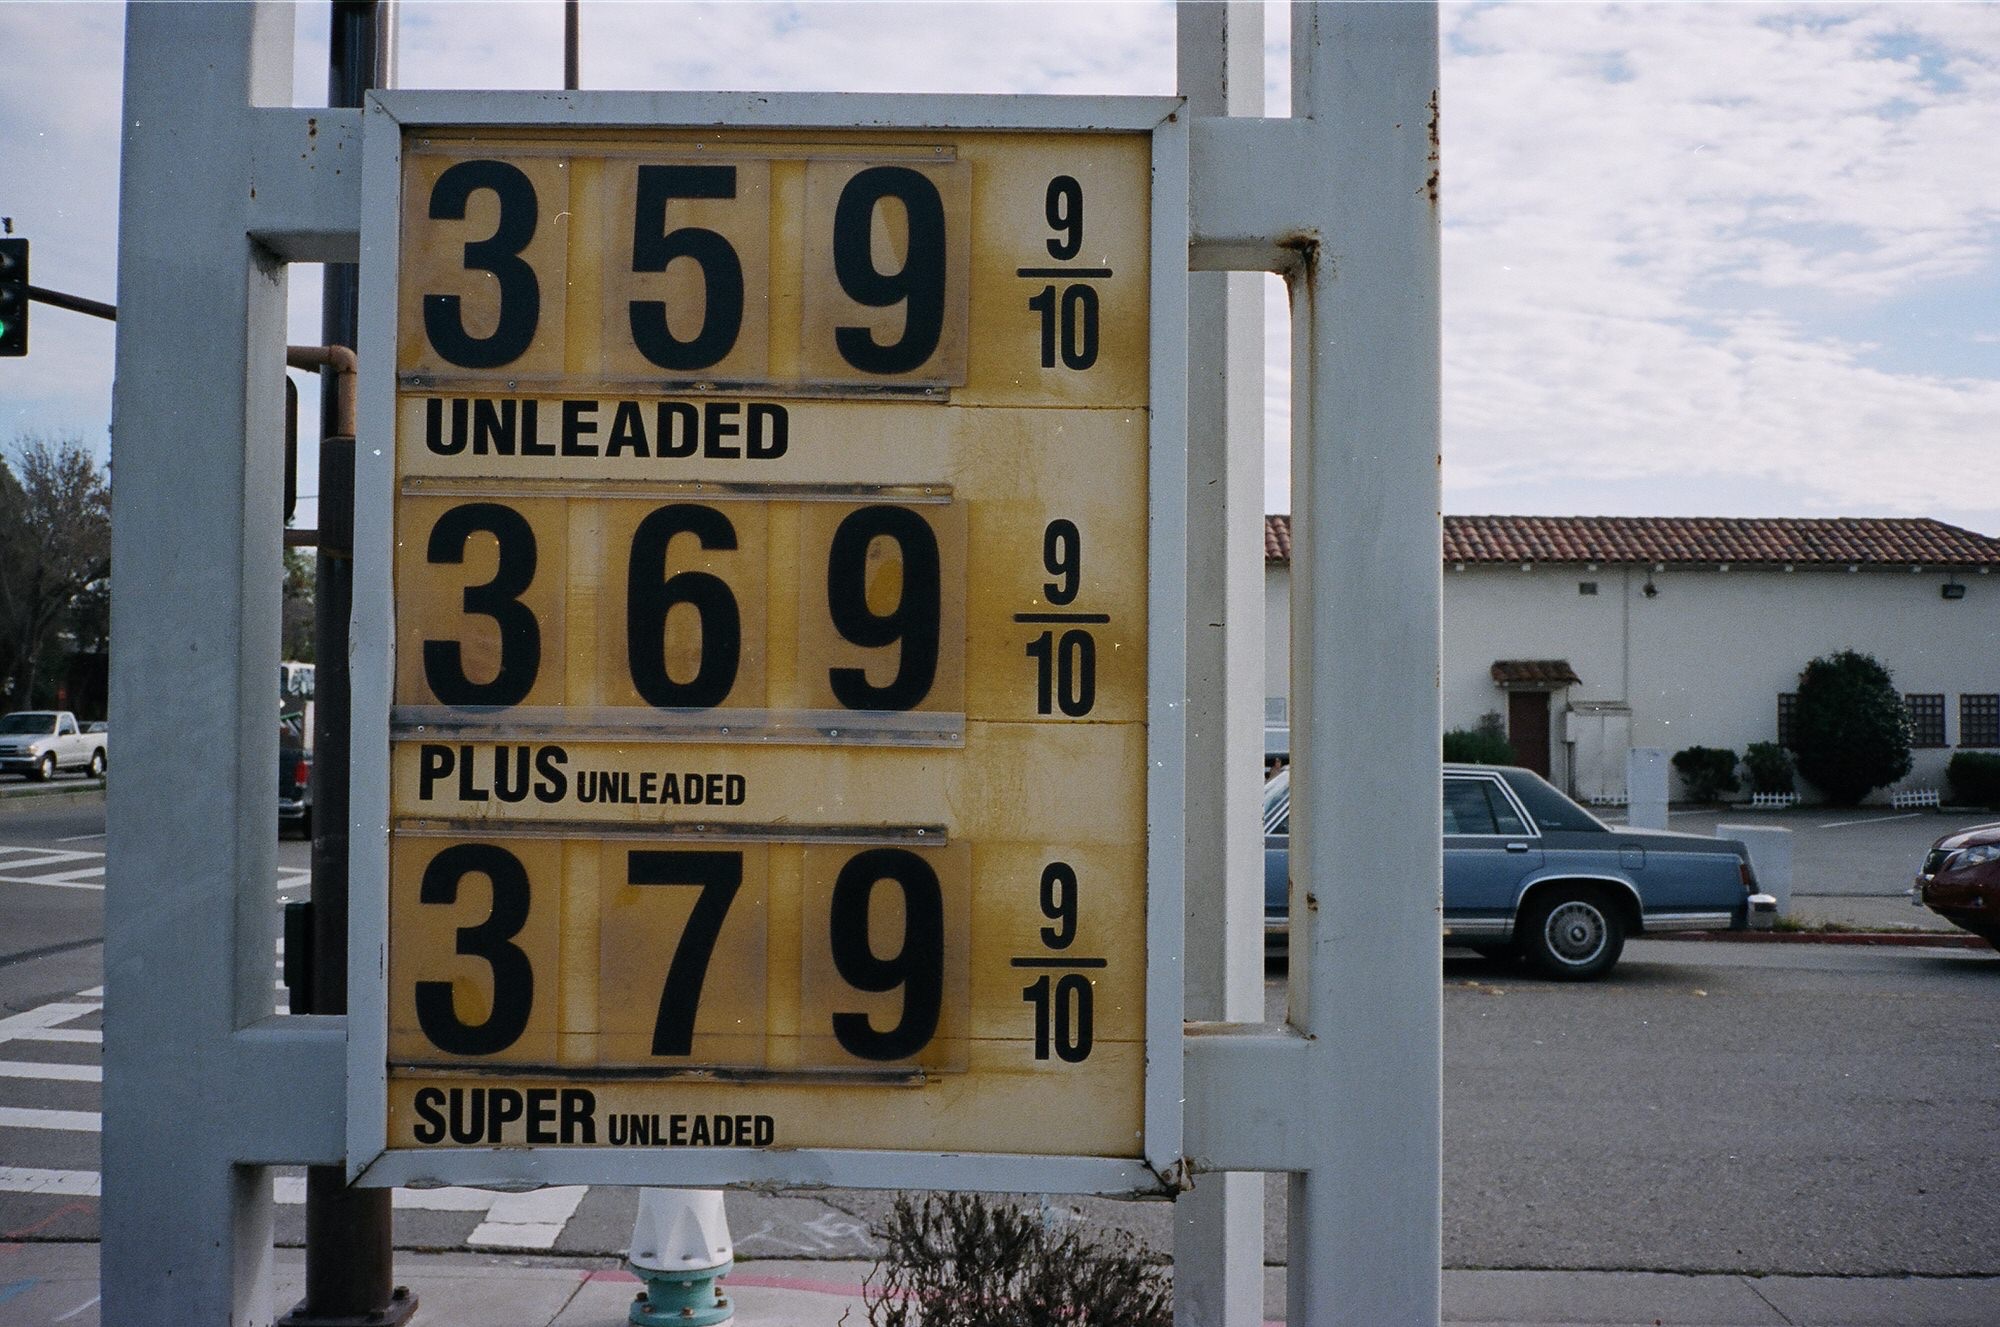 359 9/10
UNLEADED
369 9/10
PLUS UNLEADED
379 9/10
SUPER UNLEADED